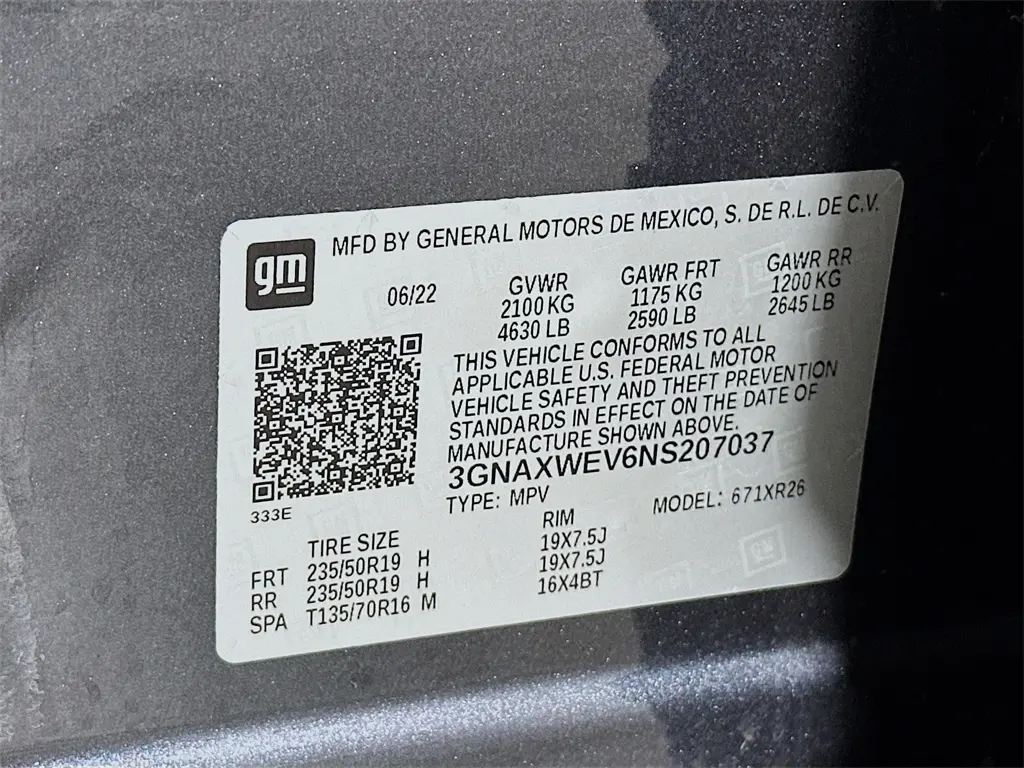 gm
MFD BY GENERAL MOTORS DE MEXICO, S. DE R.L. DE C.V.
06/22
GVWR
2100 KG
4630 LB
GAWR FRT
1175 KG
2590 LB
GAWR RR
1200 KG
2645 LB
THIS VEHICLE CONFORMS TO ALL
APPLICABLE U.S. FEDERAL MOTOR
VEHICLE SAFETY AND THEFT PREVENTION
STANDARDS IN EFFECT ON THE DATE OF
MANUFACTURE SHOWN ABOVE.
3GNAXWEV6NS207037
TYPE: MPV MODEL: 671XR26
333E
TIRE SIZE RIM
FRT 235/50R19 H 19X7.5J
RR 235/50R19 H 19X7.5J
SPA T135/70R16 M 16X4BT
GM